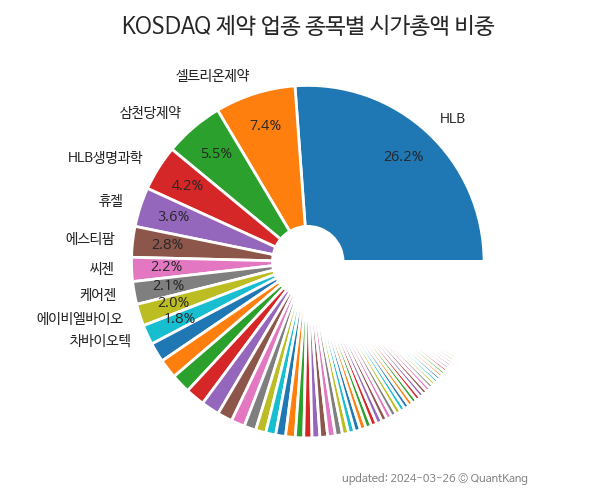 KOSDAQ 제약 업종 종목별 시가총액 비중
HLB
26.2%
셀트리온제약
7.4%
삼천당제약
5.5%
HLB생명과학
4.2%
휴젤
3.6%
에스티팜
2.8%
씨젠
2.2%
케어젠
2.1%
에이비엘바이오
2.0%
차바이오텍
1.8%
updated: 2024-03-26 © QuantKang